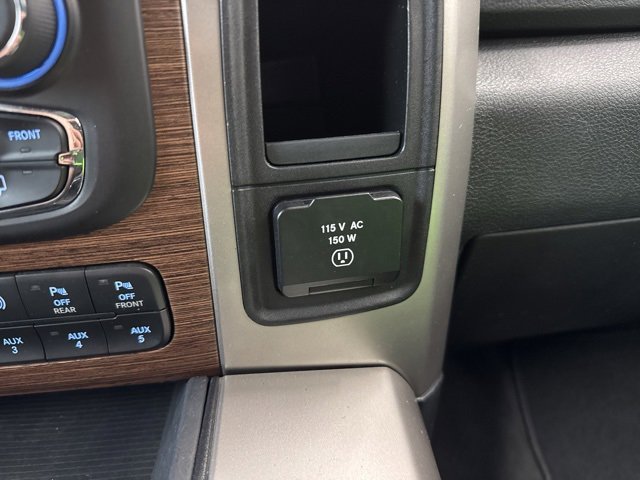 FRONT
115 V AC
150 W
P
OFF
REAR
P
OFF
FRONT
AUX
3
AUX
4
AUX
5